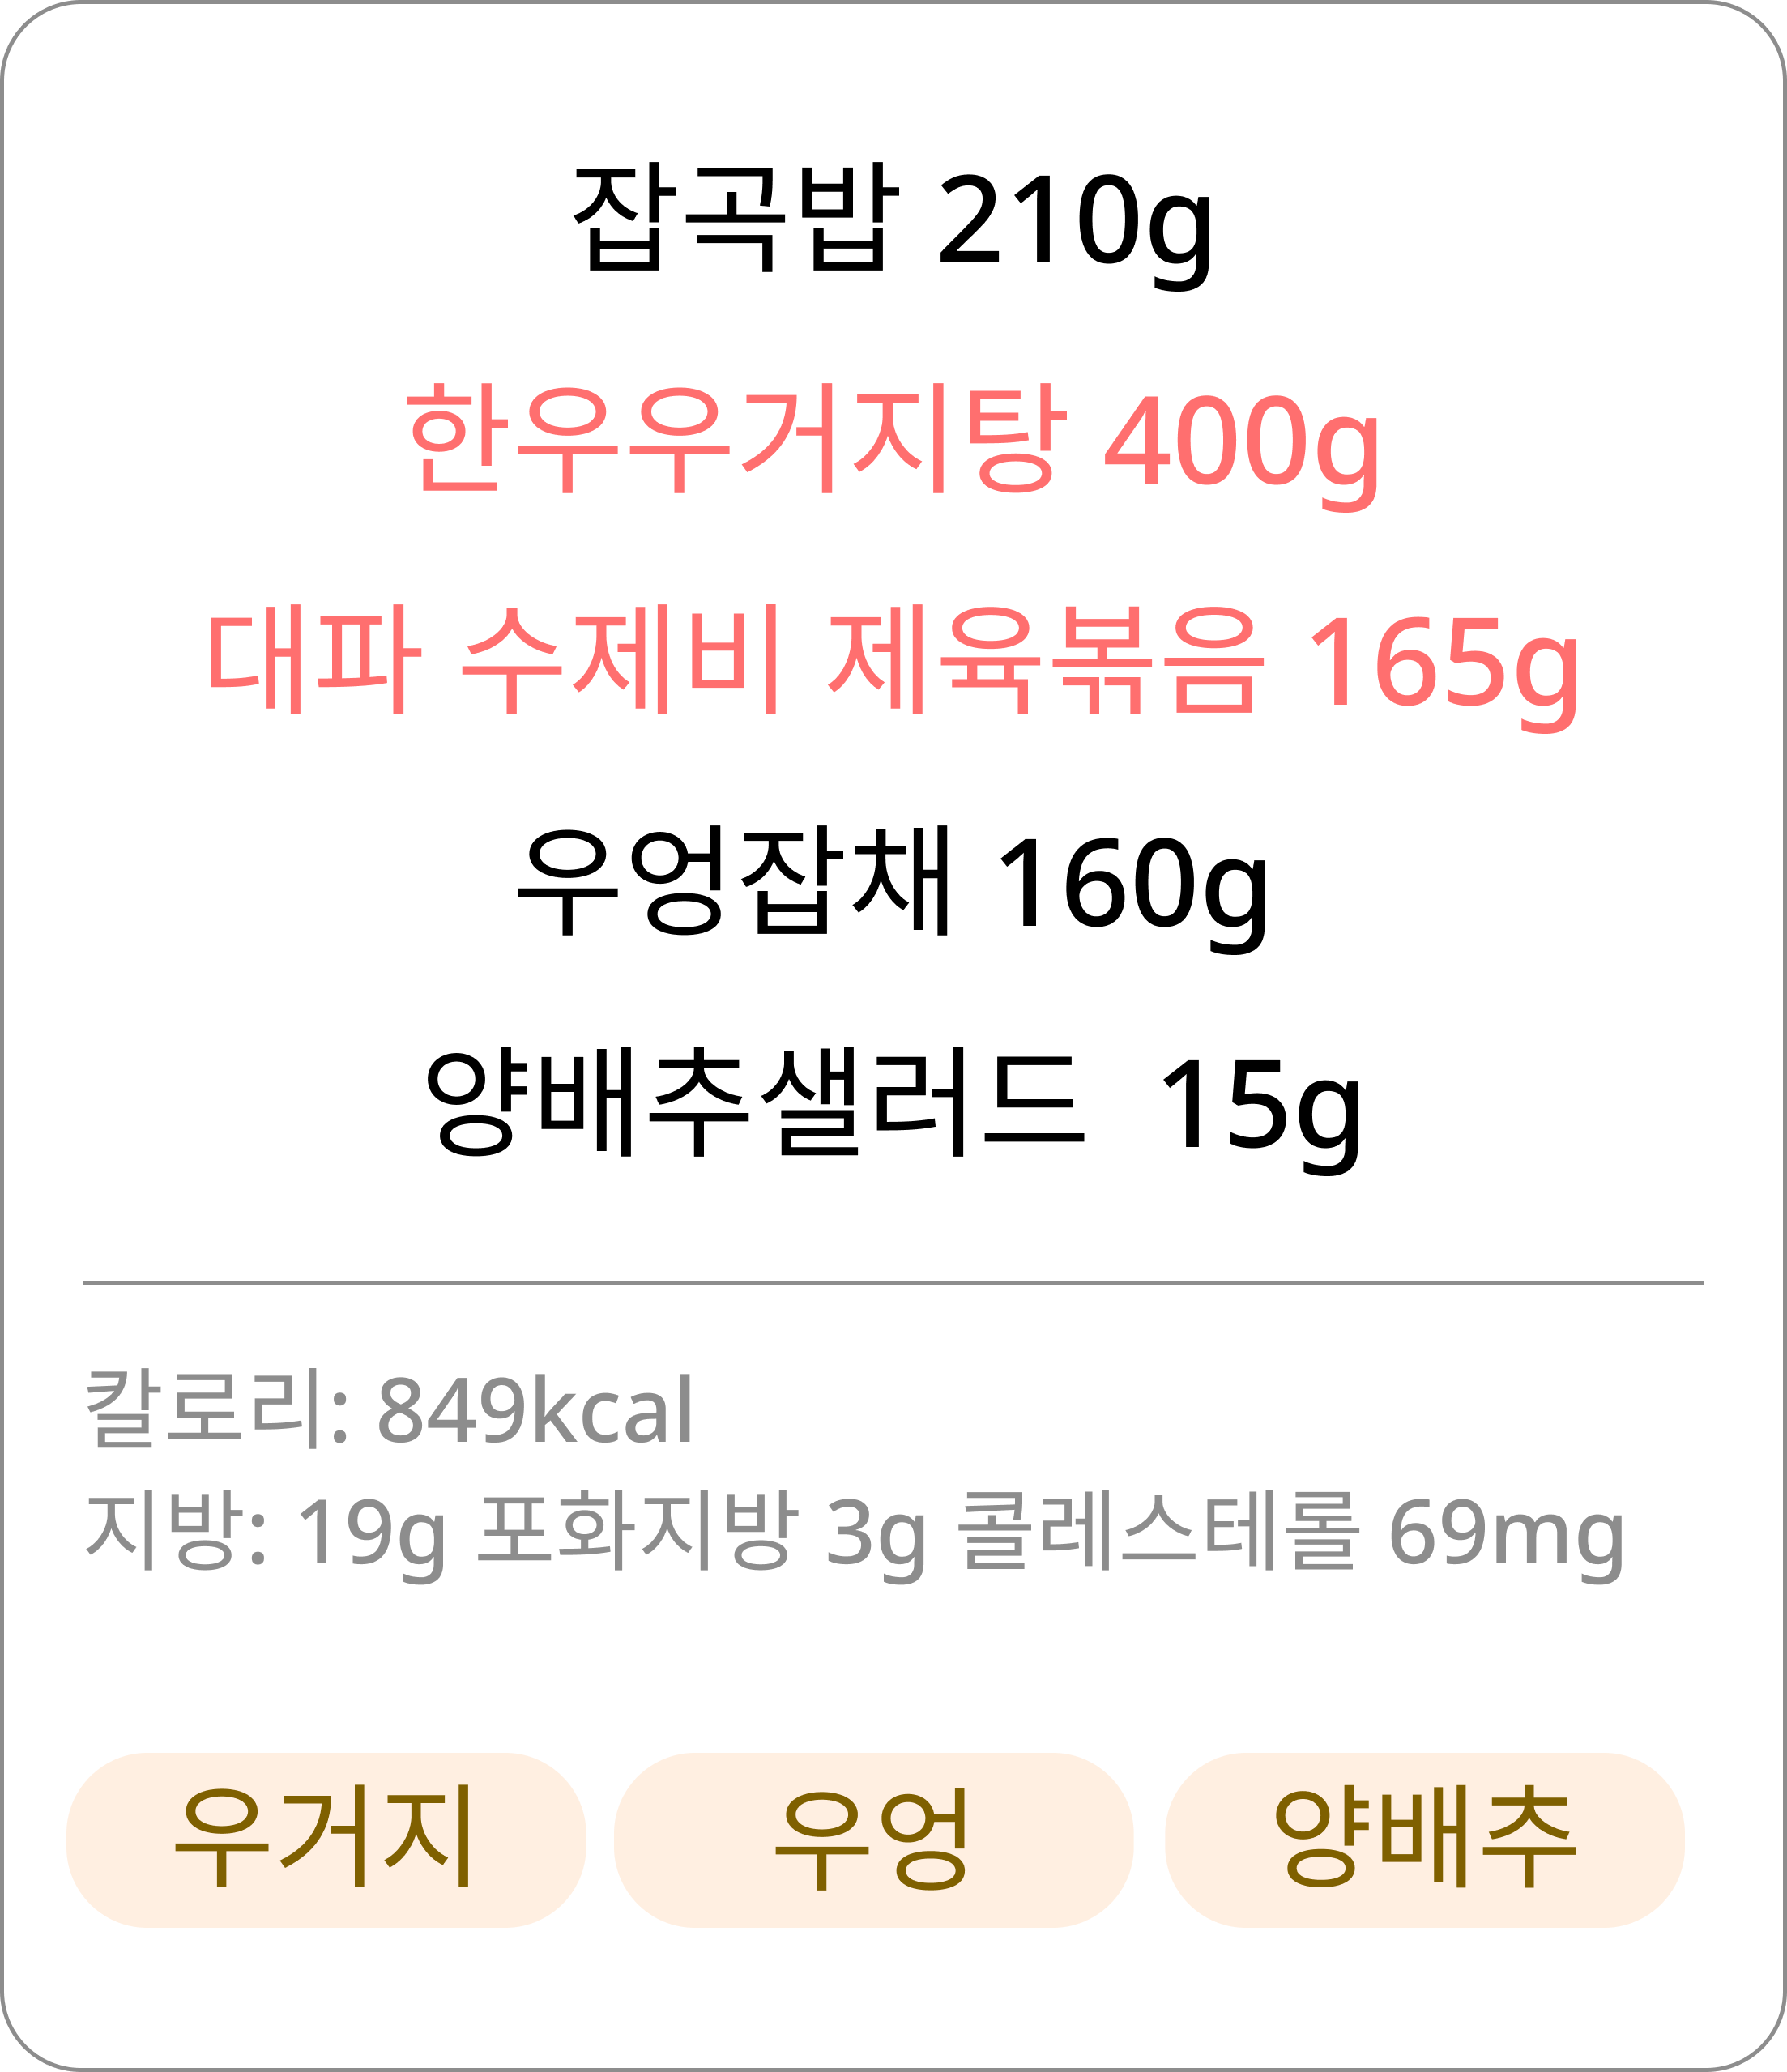 잡곡밥 210g
한우우거지탕 400g
대파 수제비 제육볶음 165g
우엉잡채 160g
양배추샐러드 15g
칼로리: 849kcal
지방: 19g 포화지방 3g 콜레스테롤 69mg
우거지 우엉 양배추